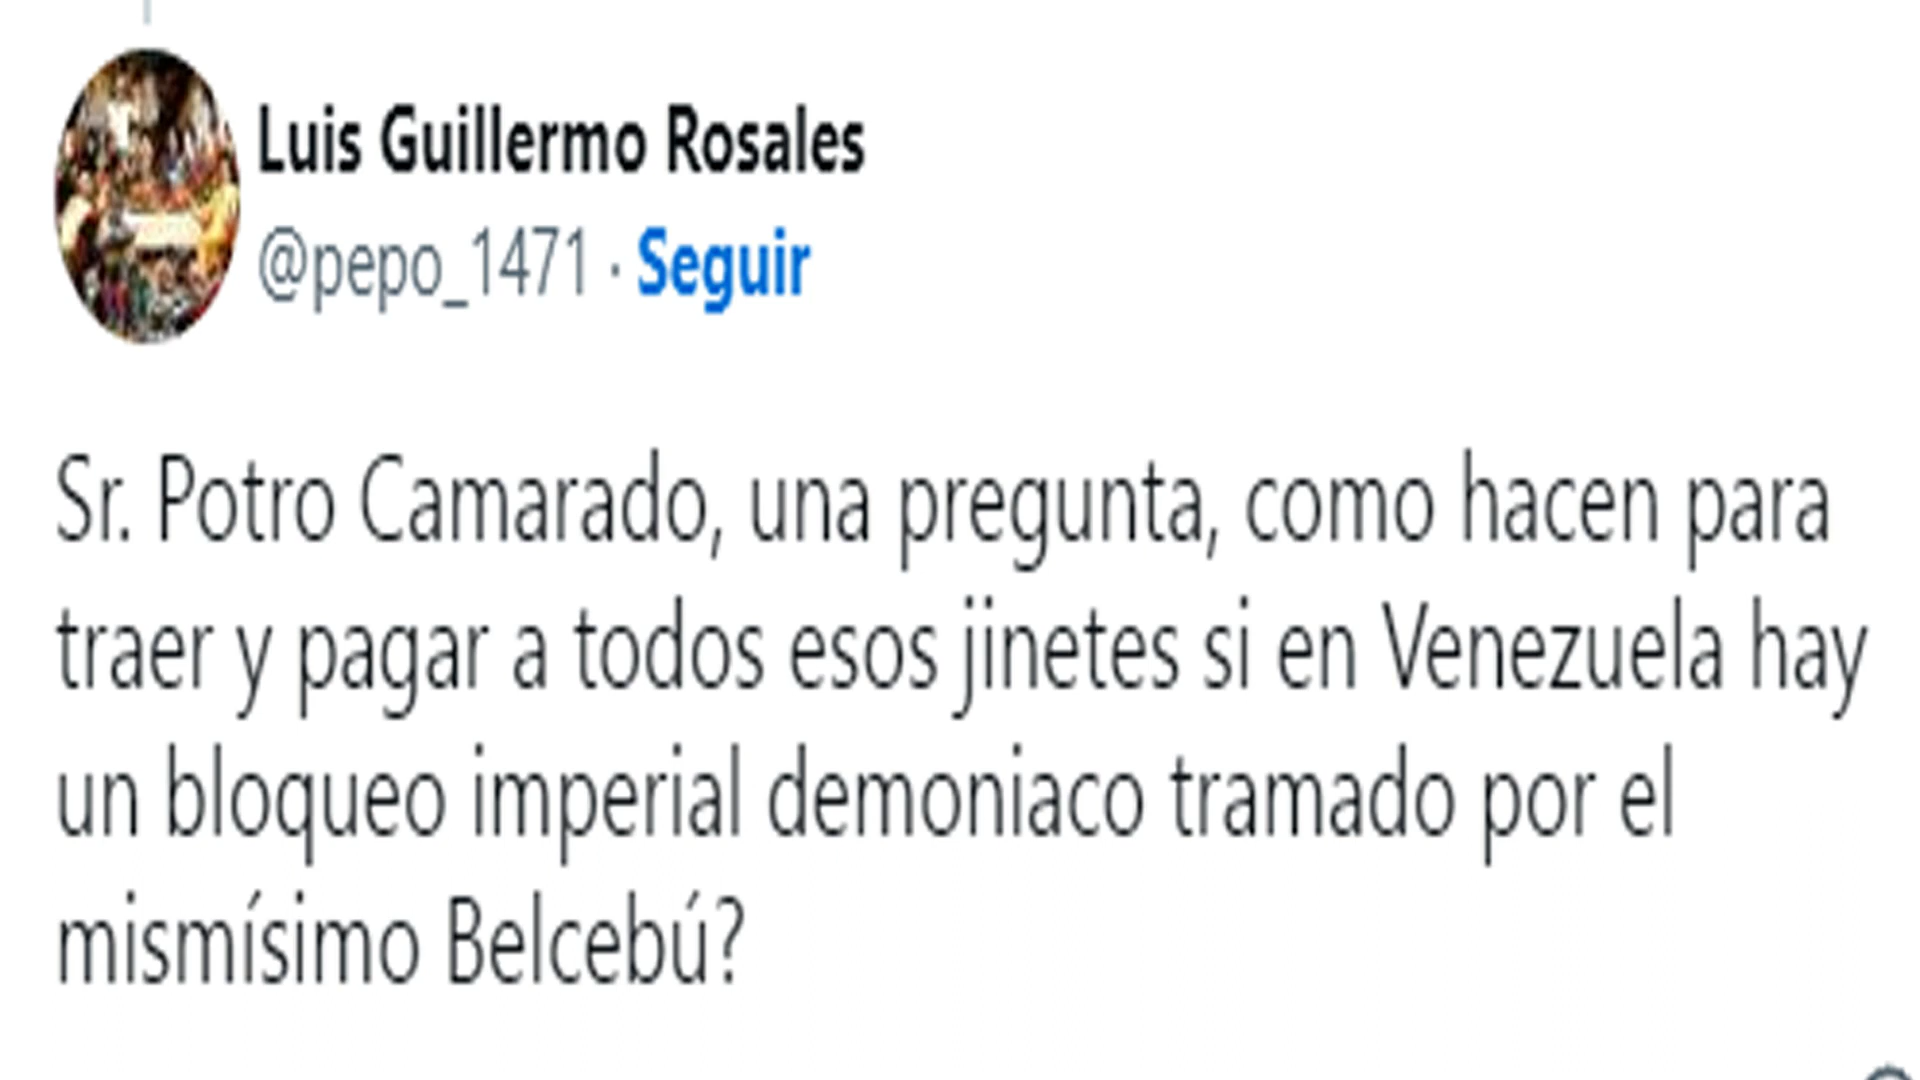 Luis Guillermo Rosales
@pepo_1471 · Seguir
Sr. Potro Camarado, una pregunta, como hacen para
traer y pagar a todos esos jinetes si en Venezuela hay
un bloqueo imperial demoniaco tramado por el
mismísimo Belcebú?